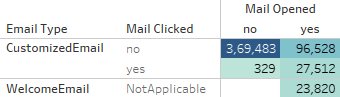 Mail Opened
Email Type Mail Clicked no yes
CustomizedEmail no 3,69,483 96,528
yes 329 27,512
WelcomeEmail NotApplicable 23,820